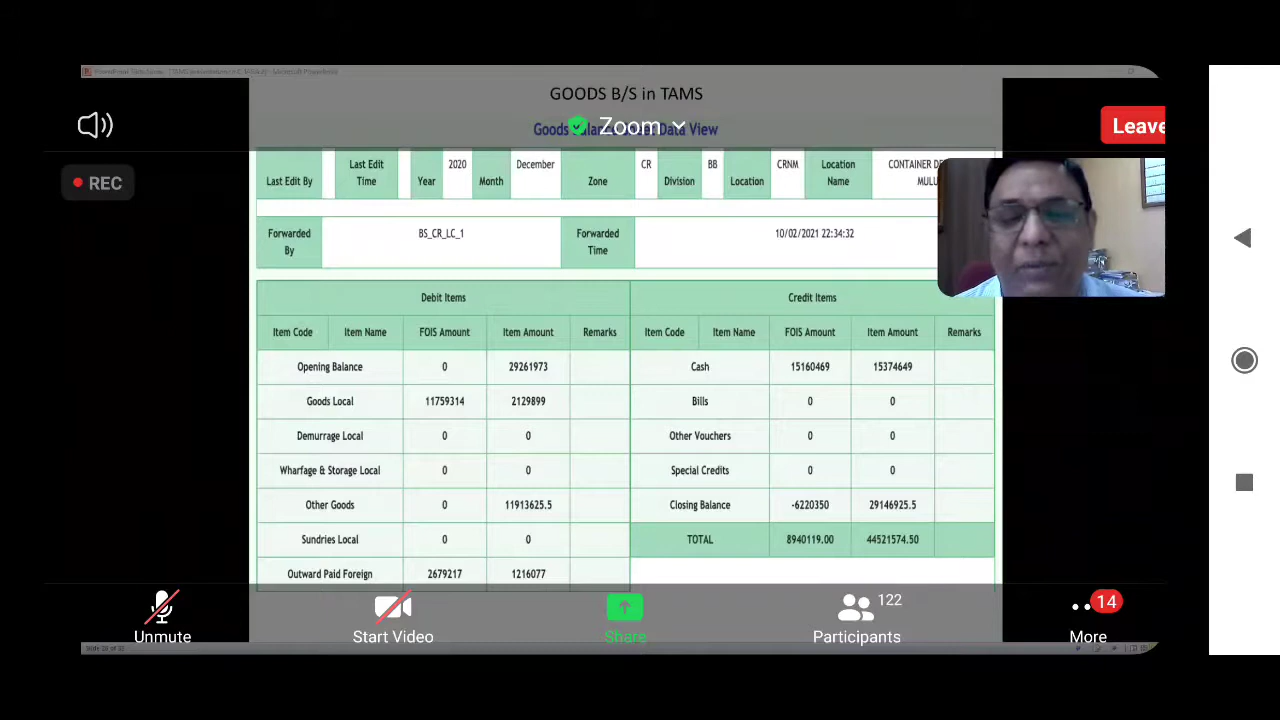 GOODS B/S in TAMS
Zoom
Goods Balance Sheet Data View
Leave
REC
Last Edit By Last Edit Time Year 2020 Month December Zone CR Division BB Location CRNM Location Name CONTAINER
Forwarded By BS_CR_LC_1 Forwarded Time 10/02/2021 22:34:32
Debit Items Credit Items
Item Code Item Name FOIS Amount Item Amount Remarks Item Code Item Name FOIS Amount Item Amount Remarks
Opening Balance 0 29261973 Cash 15160469 15374649
Goods Local 11759314 2129899 Bills 0 0
Demurrage Local 0 0 Other Vouchers 0 0
Wharfage & Storage Local 0 0 Special Credits 0 0
Other Goods 0 11913625.5 Closing Balance -6220350 29146925.5
Sundries Local 0 0 TOTAL 8940119.00 44521574.50
Outward Paid Foreign 2679217 1216077
122 14
Unmute Start Video Share Participants More